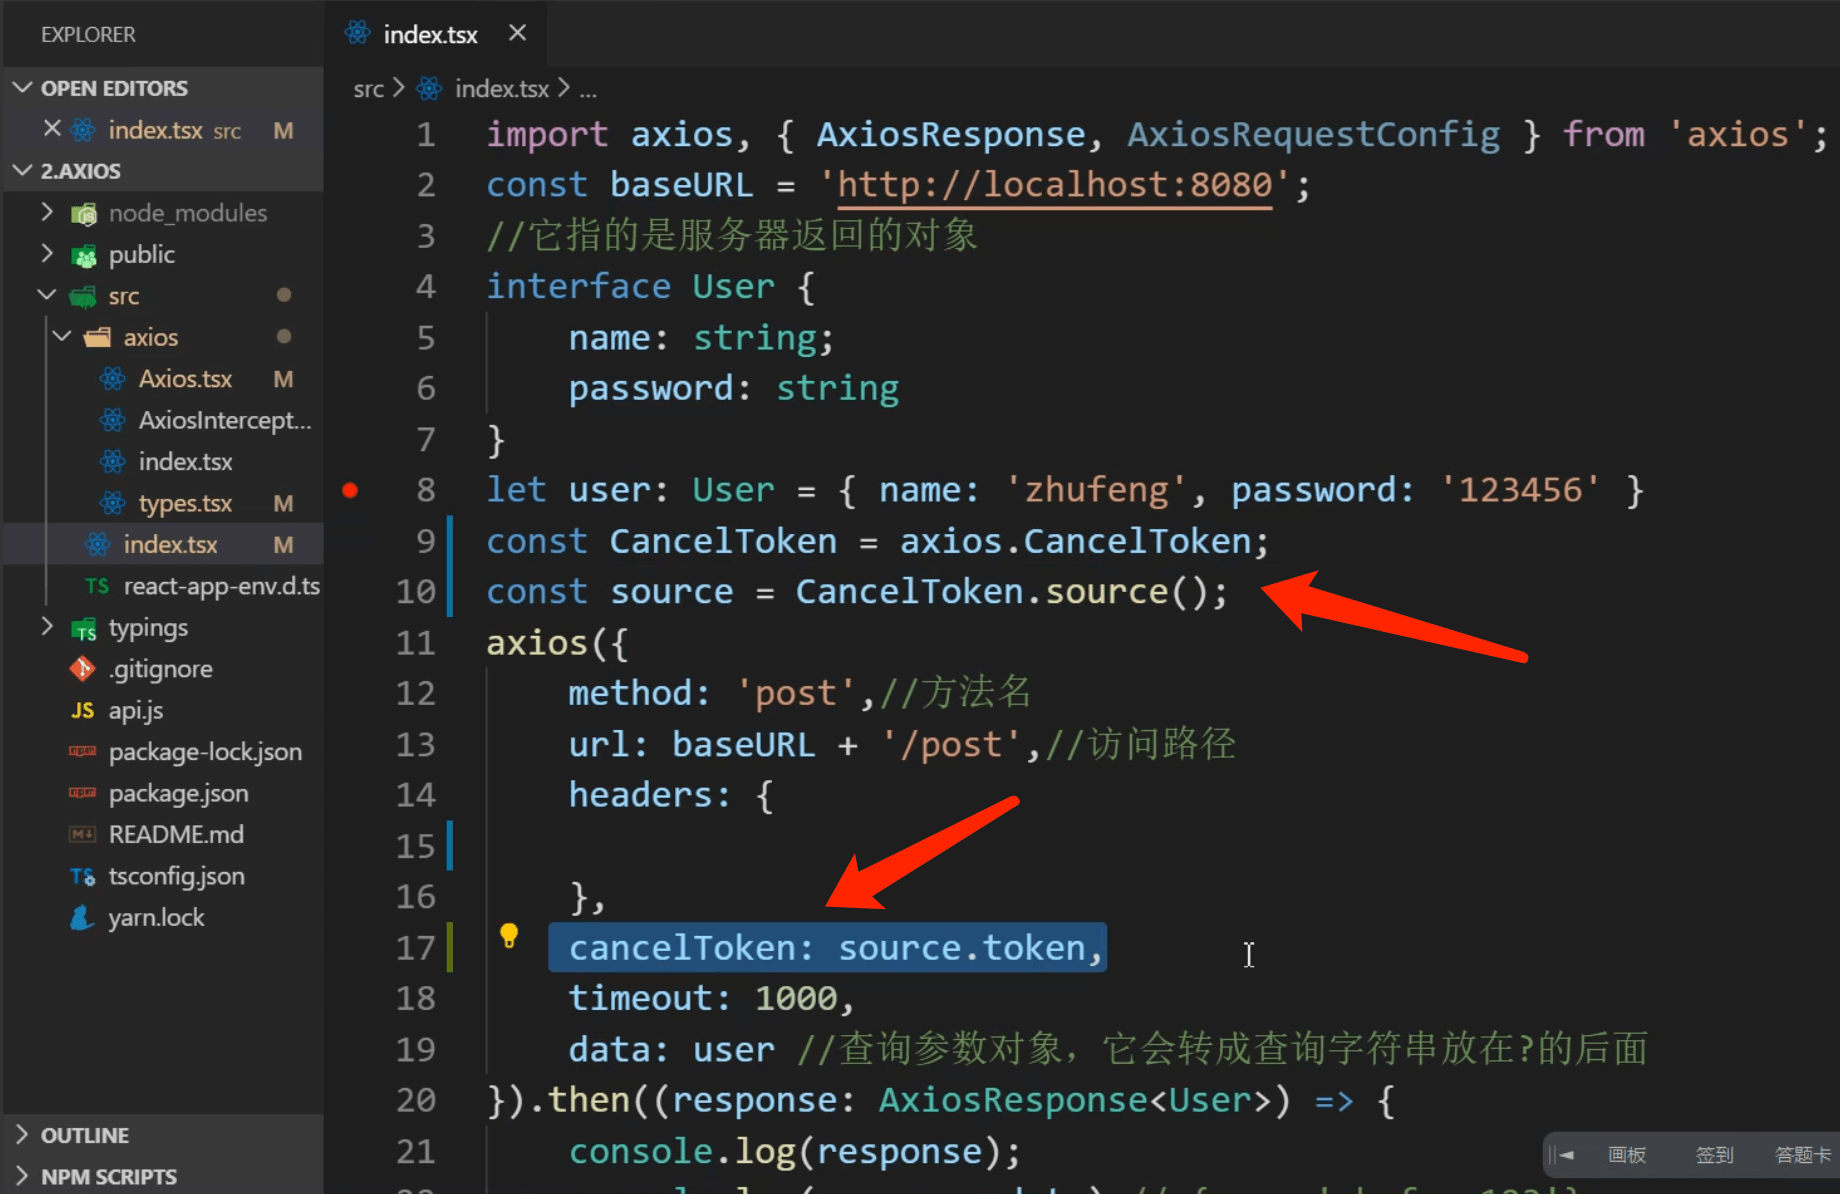 EXPLORER
OPEN EDITORS
index.tsx src M
2.AXIOS
node_modules
public
src
axios
Axios.tsx M
AxiosIntercept...
index.tsx
types.tsx M
index.tsx M
TS react-app-env.d.ts
typings
.gitignore
JS api.js
package-lock.json
package.json
README.md
tsconfig.json
yarn.lock
OUTLINE
NPM SCRIPTS
index.tsx
src > index.tsx > ...
1 import axios, { AxiosResponse, AxiosRequestConfig } from 'axios';
2 const baseURL = 'http://localhost:8080';
3 //它指的是服务器返回的对象
4 interface User {
5 name: string;
6 password: string
7 }
8 let user: User = { name: 'zhufeng', password: '123456' }
9 const CancelToken = axios.CancelToken;
10 const source = CancelToken.source();
11 axios({
12 method: 'post',//方法名
13 url: baseURL + '/post',//访问路径
14 headers: {
15
16 },
17 cancelToken: source.token,
18 timeout: 1000,
19 data: user //查询参数对象，它会转成查询字符串放在?的后面
20 }).then((response: AxiosResponse<User>) => {
21 console.log(response);
画板 签到 答题卡